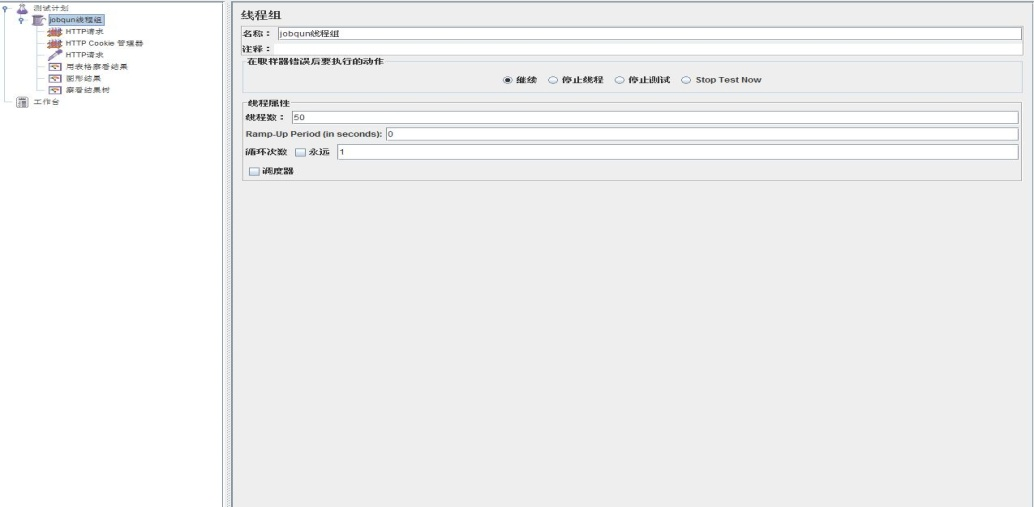 测试计划
jobqun线程组
HTTP请求
HTTP Cookie 管理器
HTTP请求
用表格察看结果
图形结果
察看结果树
工作台
线程组
名称： jobqun线程组
注释：
在取样器错误后要执行的动作
继续 停止线程 停止测试 Stop Test Now
线程属性
线程数： 50
Ramp-Up Period (in seconds): 0
循环次数 永远 1
调度器